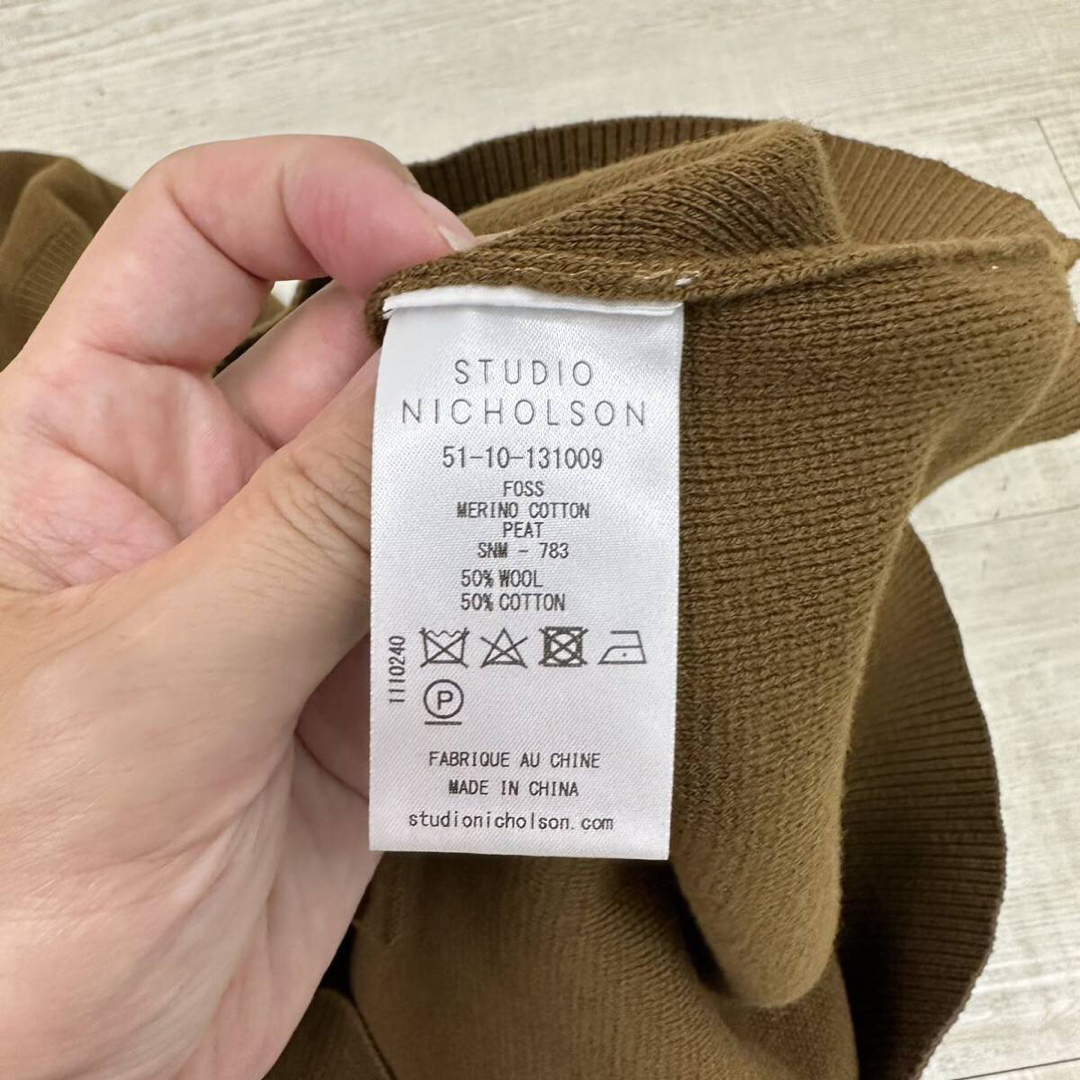 STUDIO
NICHOLSON
51-10-131009
FOSS
MERINO COTTON
PEAT
SNM - 783
50% WOOL
50% COTTON
1110240
P
FABRIQUE AU CHINE
MADE IN CHINA
studionicholson.com